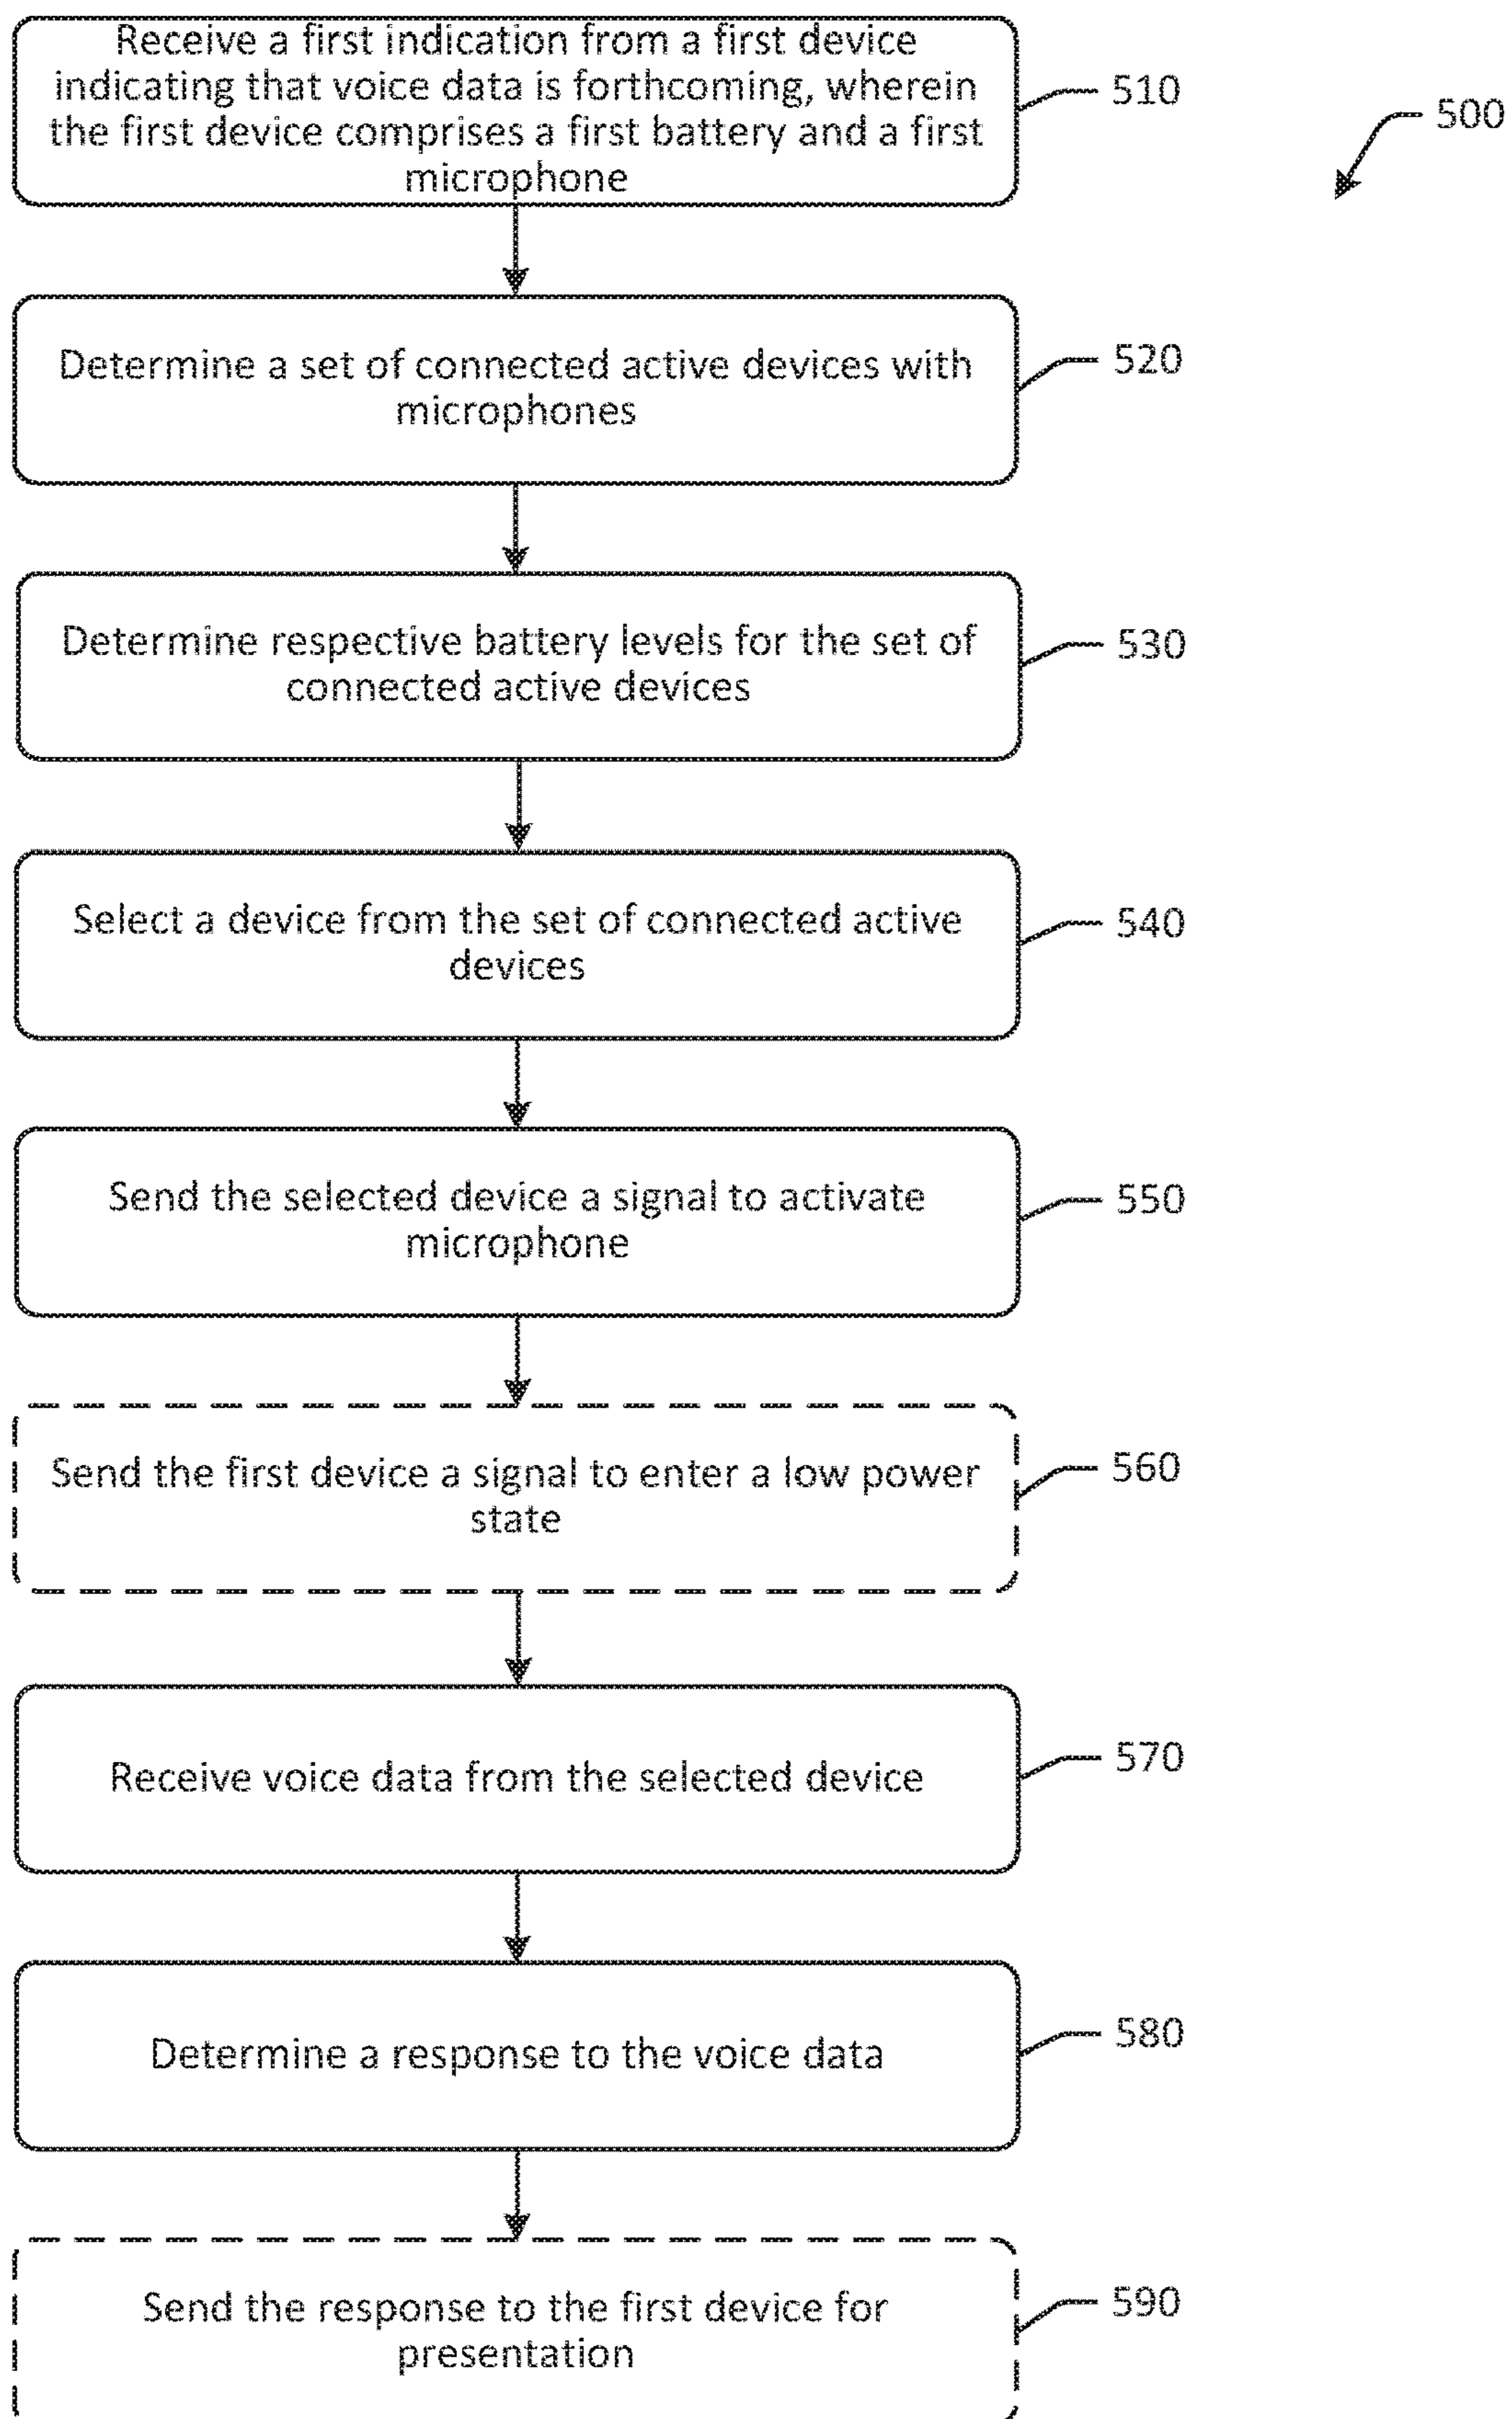 Receive a first indication from a first device
indicating that voice data is forthcoming, wherein
the first device comprises a first battery and a first
microphone
510
500
Determine a set of connected active devices with
microphones
520
Determine respective battery levels for the set of
connected active devices
530
Select a device from the set of connected active
devices
540
Send the selected device a signal to activate
microphone
550
Send the first device a signal to enter a low power
state
560
Receive voice data from the selected device
570
Determine a response to the voice data
580
Send the response to the first device for
presentation
590